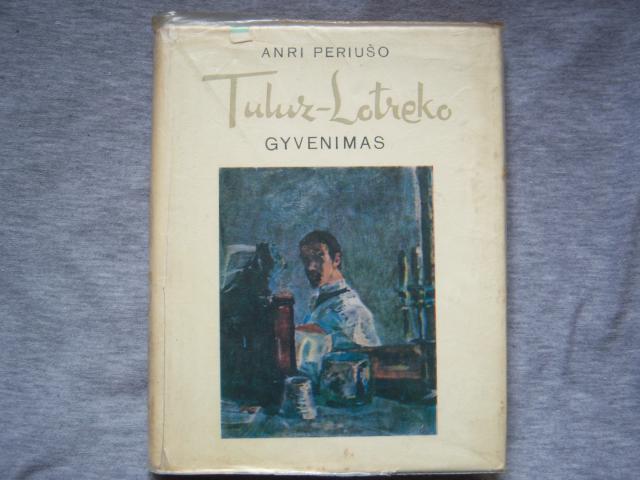 ANRI PERIUŠO
Tuluz-Lotreko
GYVENIMAS